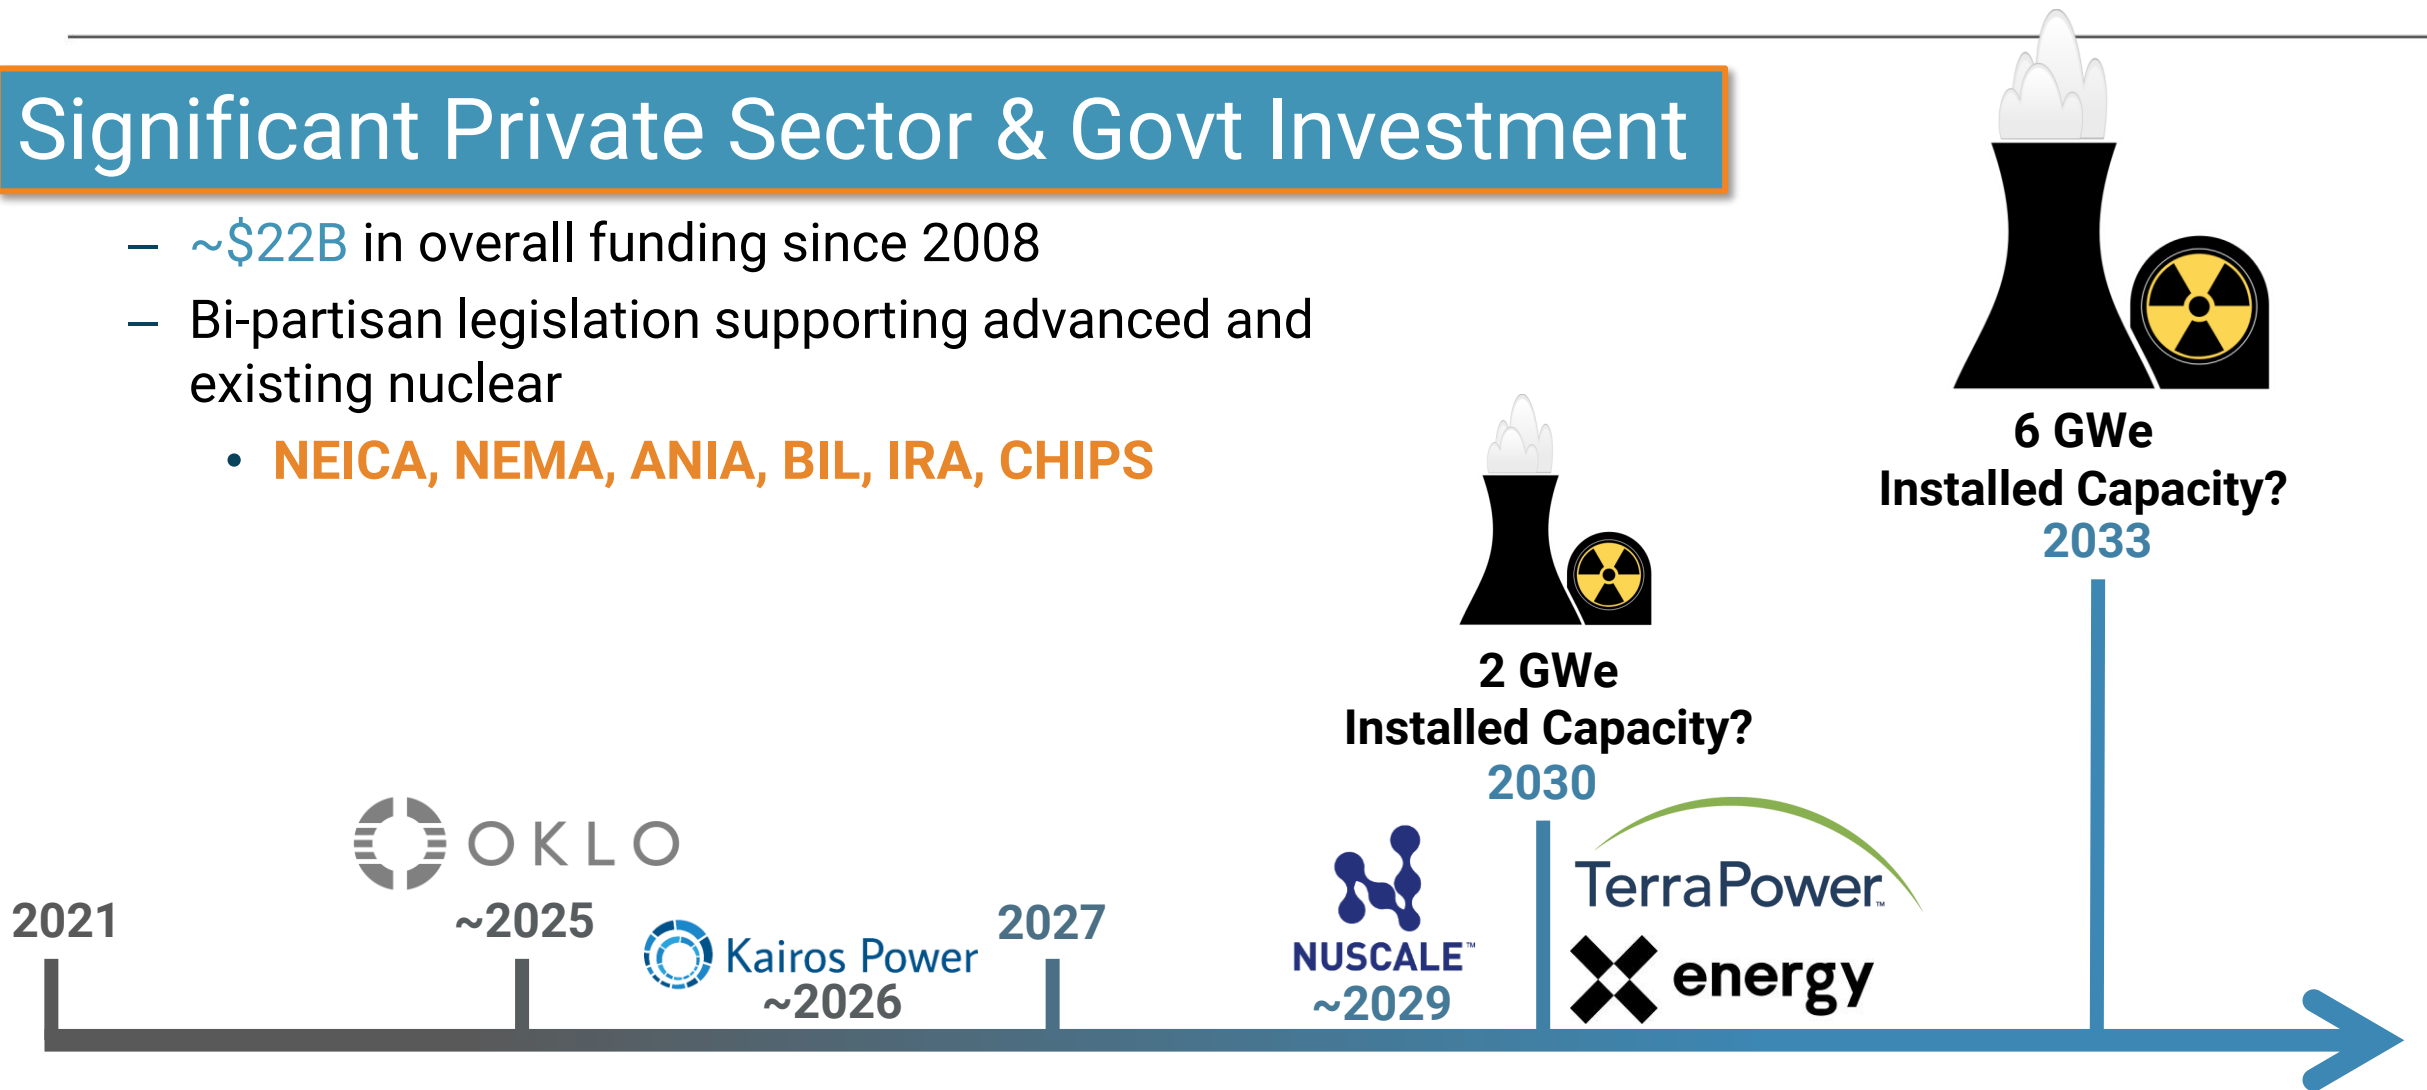 Significant Private Sector & Govt Investment
– ~$22B in overall funding since 2008
– Bi-partisan legislation supporting advanced and
existing nuclear
• NEICA, NEMA, ANIA, BIL, IRA, CHIPS
6 GWe
Installed Capacity?
2033
2 GWe
Installed Capacity?
2030
OKLO
TerraPower™
2021
~2025
Kairos Power
~2026
2027
NUSCALE™
~2029
X energy